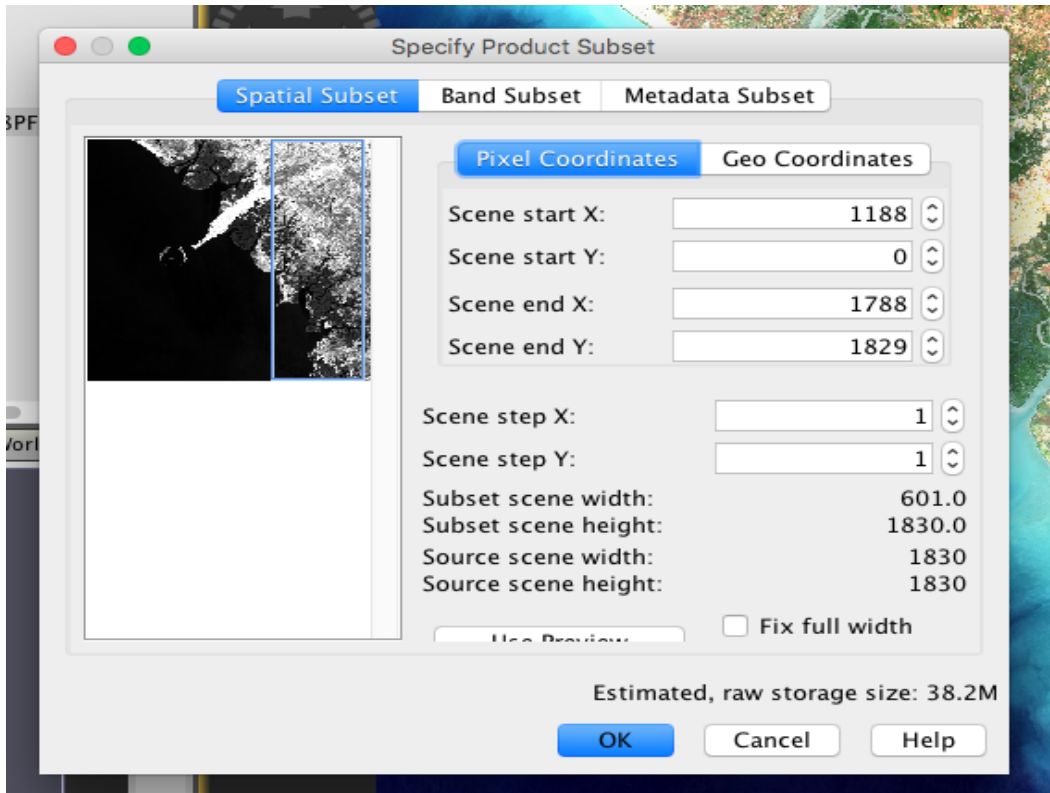 Specify Product Subset
Spatial Subset Band Subset Metadata Subset
Pixel Coordinates Geo Coordinates
Scene start X: 1188
Scene start Y: 0
Scene end X: 1788
Scene end Y: 1829
Scene step X: 1
Scene step Y: 1
Subset scene width: 601.0
Subset scene height: 1830.0
Source scene width: 1830
Source scene height: 1830
Use Preview
Fix full width
Estimated, raw storage size: 38.2M
OK Cancel Help